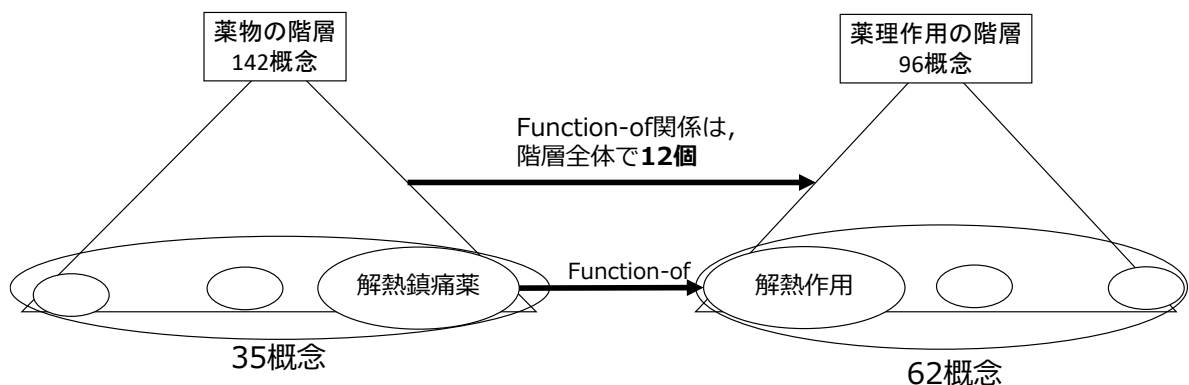 薬物の階層
142概念
薬理作用の階層
96概念
Function-of関係は,
階層全体で12個
解熱鎮痛薬
Function-of
解熱作用
35概念
62概念